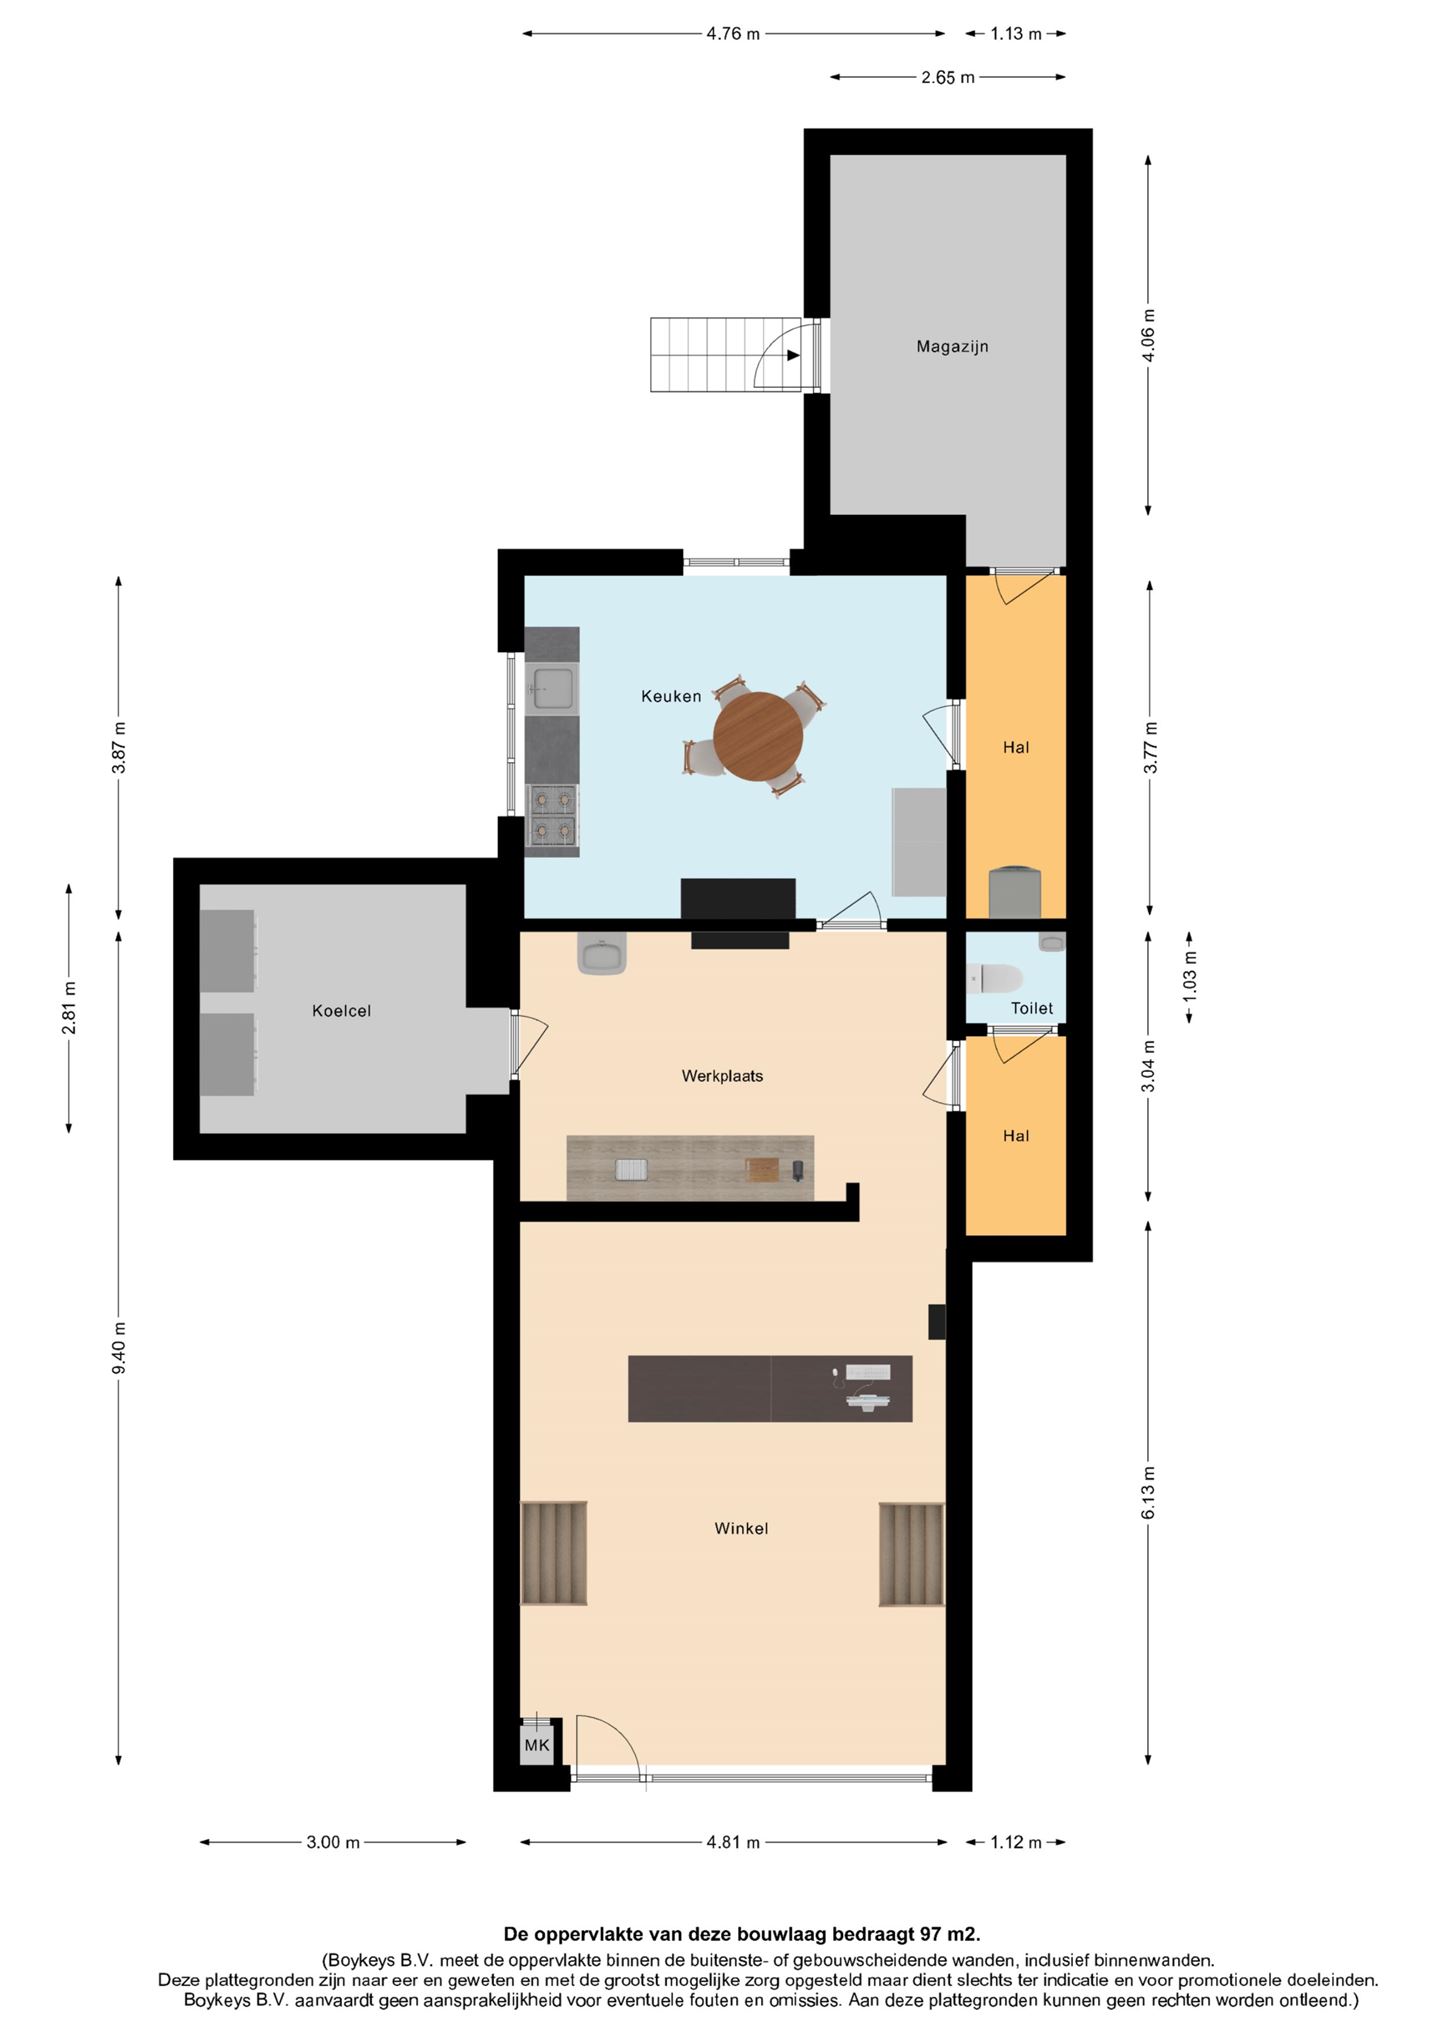 4.76 m
1.13 m
2.65 m
Magazijn
4.06 m
Keuken
Hal
3.87 m
3.77 m
Koelcel
2.81 m
Toilet
1.03 m
Werkplaats
3.04 m
Hal
9.40 m
6.13 m
Winkel
MK
3.00 m
4.81 m
1.12 m
De oppervlakte van deze bouwlaag bedraagt 97 m2.
(Boykeys B.V. meet de oppervlakte binnen de buitenste- of gebouwscheidende wanden, inclusief binnenwanden.
Deze plattegronden zijn naar eer en geweten en met de grootst mogelijke zorg opgesteld maar dient slechts ter indicatie en voor promotionele doeleinden.
Boykeys B.V. aanvaardt geen aansprakelijkheid voor eventuele fouten en omissies. Aan deze plattegronden kunnen geen rechten worden ontleend.)